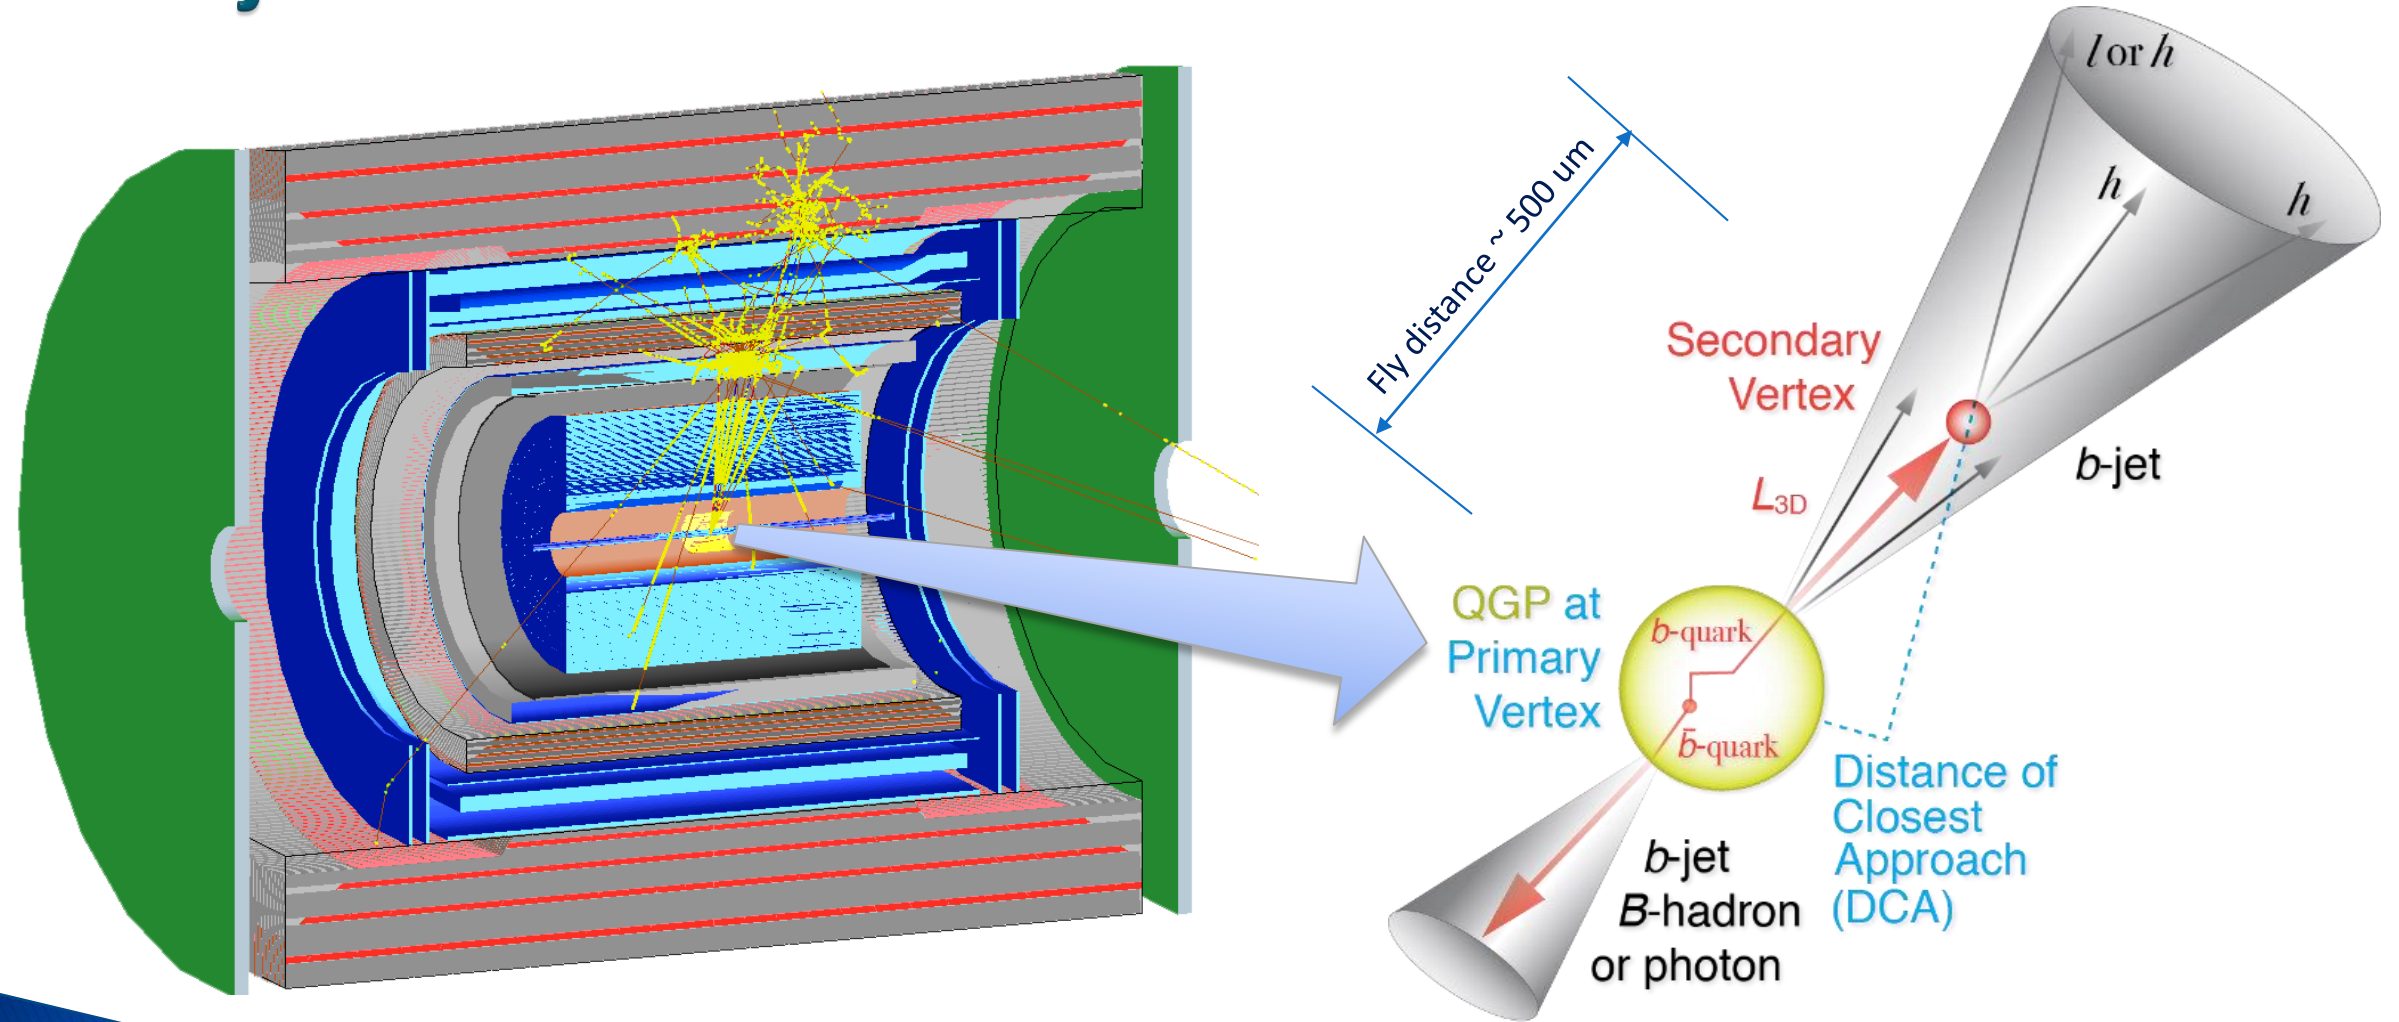 Fly distance ~ 500 um
l or h
h
h
Secondary
Vertex
L3D
b-jet
QGP at
Primary
Vertex
b-quark
b̄-quark
Distance of
Closest
Approach
(DCA)
b-jet
B-hadron
or photon